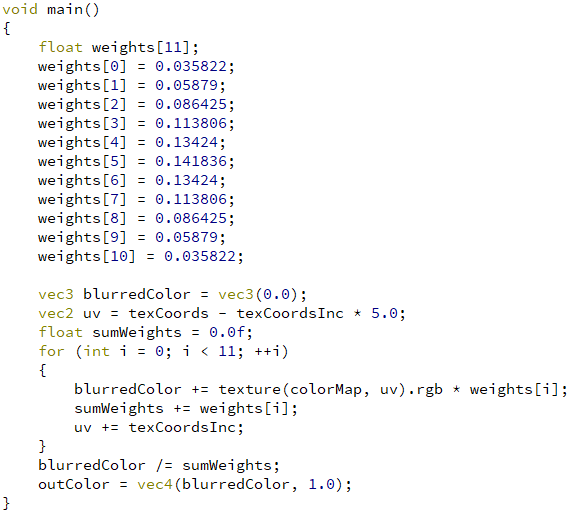 void main()
{
    float weights[11];
    weights[0] = 0.035822;
    weights[1] = 0.05879;
    weights[2] = 0.086425;
    weights[3] = 0.113806;
    weights[4] = 0.13424;
    weights[5] = 0.141836;
    weights[6] = 0.13424;
    weights[7] = 0.113806;
    weights[8] = 0.086425;
    weights[9] = 0.05879;
    weights[10] = 0.035822;

    vec3 blurredColor = vec3(0.0);
    vec2 uv = texCoords - texCoordsInc * 5.0;
    float sumWeights = 0.0f;
    for (int i = 0; i < 11; ++i)
    {
        blurredColor += texture(colorMap, uv).rgb * weights[i];
        sumWeights += weights[i];
        uv += texCoordsInc;
    }
    blurredColor /= sumWeights;
    outColor = vec4(blurredColor, 1.0);
}